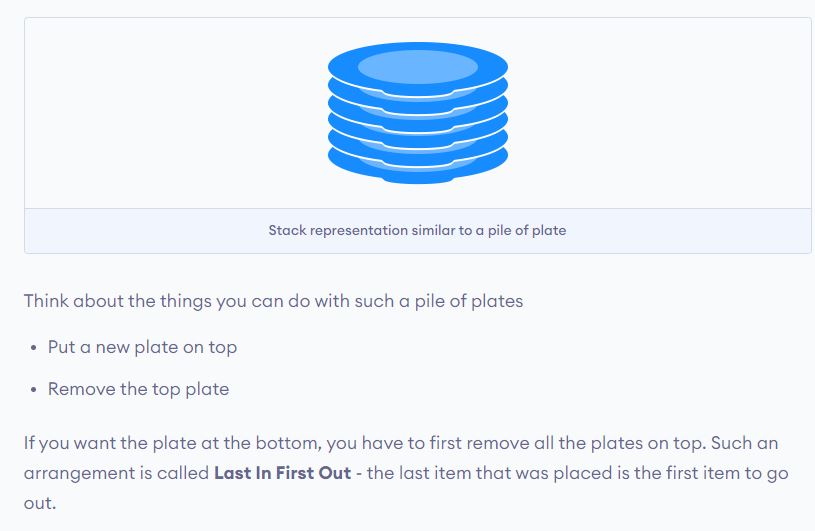 Stack representation similar to a pile of plate
Think about the things you can do with such a pile of plates
• Put a new plate on top
• Remove the top plate
If you want the plate at the bottom, you have to first remove all the plates on top. Such an
arrangement is called Last In First Out - the last item that was placed is the first item to go
out.